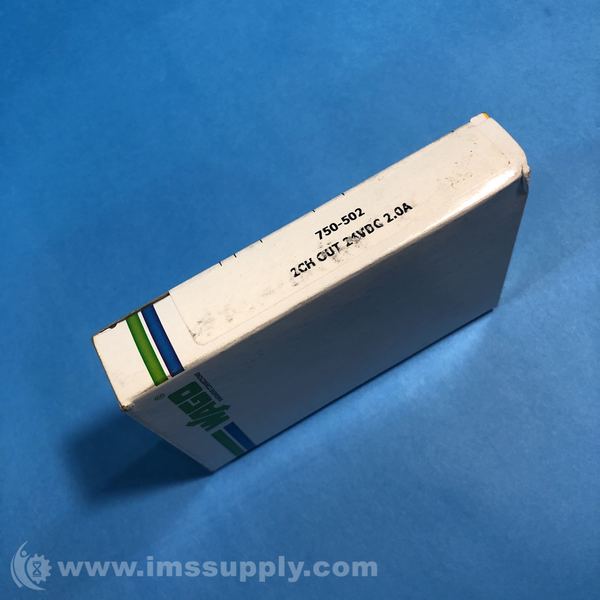 750-502
2CH OUT 24VDC 2.0A
WAGO
®
www.imssupply.com